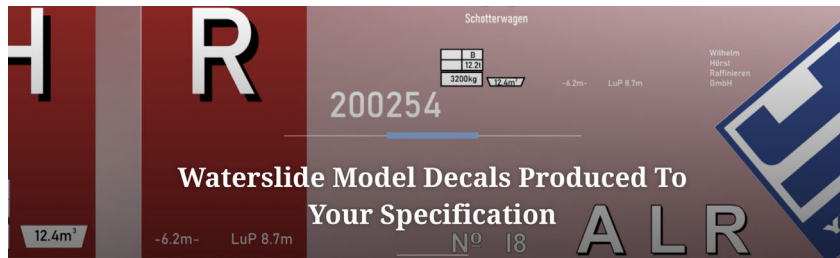 Schotterwagen
H R
B
12.2t
3200kg 12.4m³
-6.2m- LuP 8.7m
Wilhelm
Hörst
Raffinieren
GmbH
200254
Waterslide Model Decals Produced To
Your Specification
12.4m³
-6.2m- LuP 8.7m
Nº 18
ALR